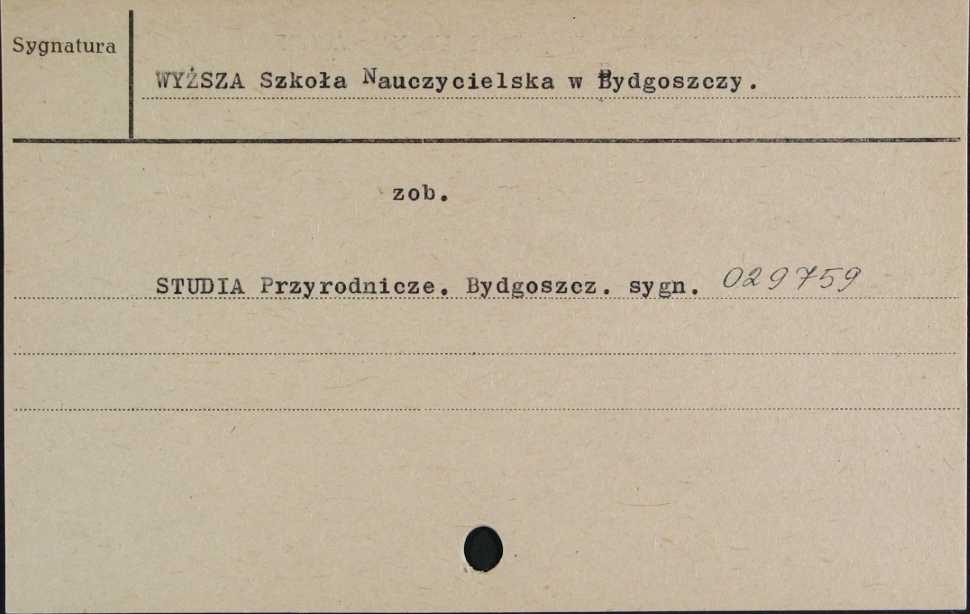 Sygnatura
WYŻSZA Szkoła Nauczycielska w Bydgoszczy.
zob.
STUDIA Przyrodnicze. Bydgoszcz. sygn. 029759